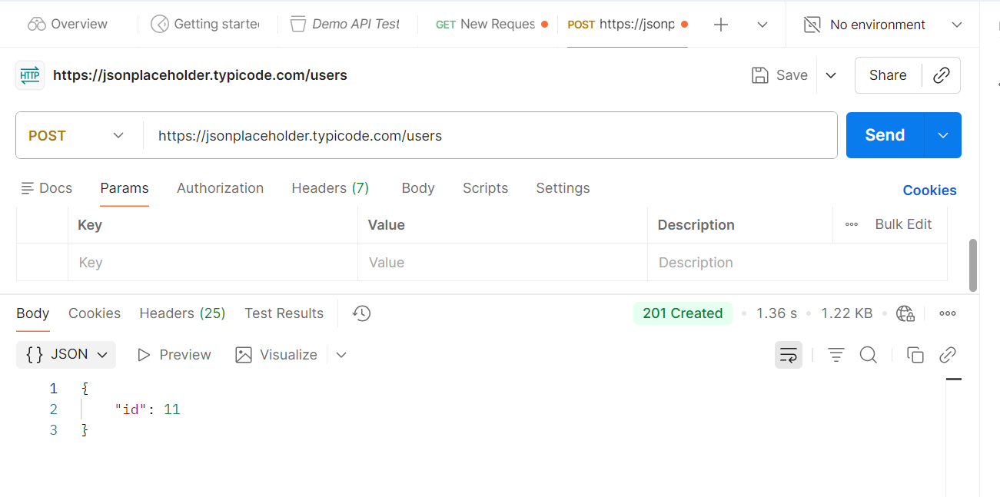 Overview Getting starte Demo API Test GET New Reques POST https://jsonp No environment
HTTP https://jsonplaceholder.typicode.com/users Save Share
POST https://jsonplaceholder.typicode.com/users Send
Docs Params Authorization Headers (7) Body Scripts Settings Cookies
Key Value Description Bulk Edit
Key Value Description
Body Cookies Headers (25) Test Results 201 Created 1.36 s 1.22 KB
{} JSON Preview Visualize
1 {
2 "id": 11
3 }